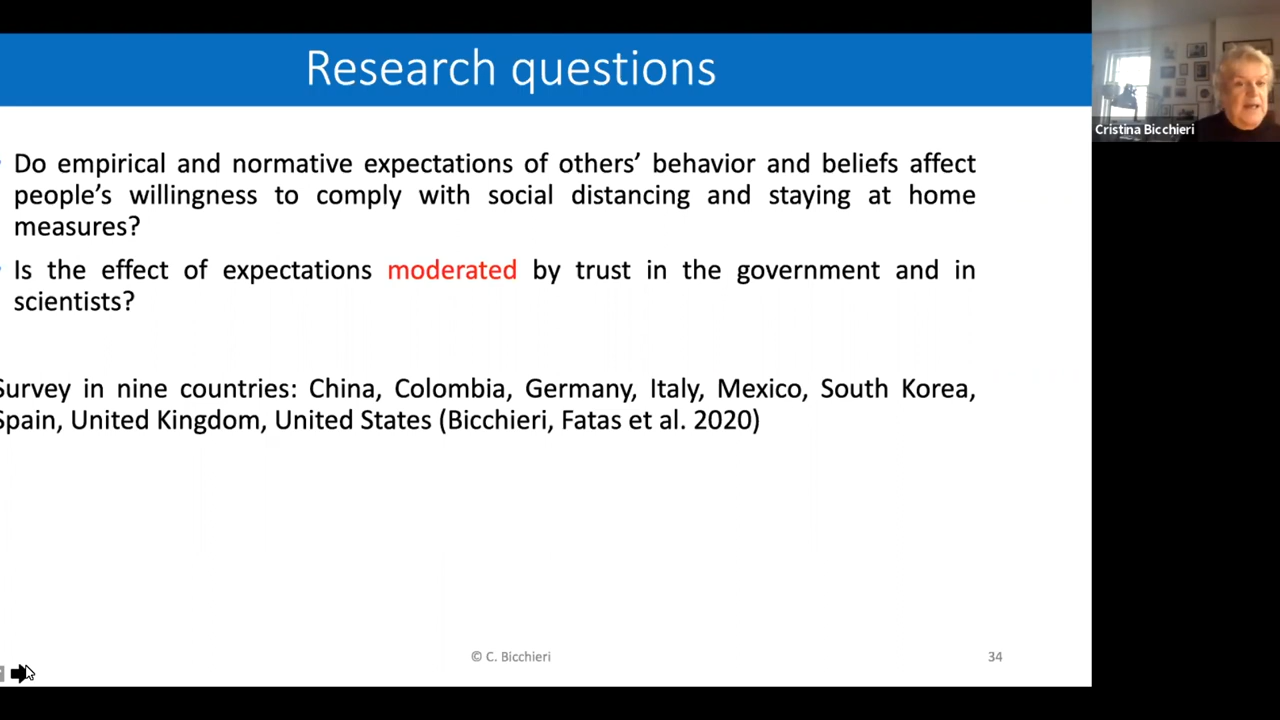 Research questions
Cristina Bicchieri
Do empirical and normative expectations of others' behavior and beliefs affect
people's willingness to comply with social distancing and staying at home
measures?
Is the effect of expectations moderated by trust in the government and in
scientists?
Survey in nine countries: China, Colombia, Germany, Italy, Mexico, South Korea,
Spain, United Kingdom, United States (Bicchieri, Fatas et al. 2020)
© C. Bicchieri
34